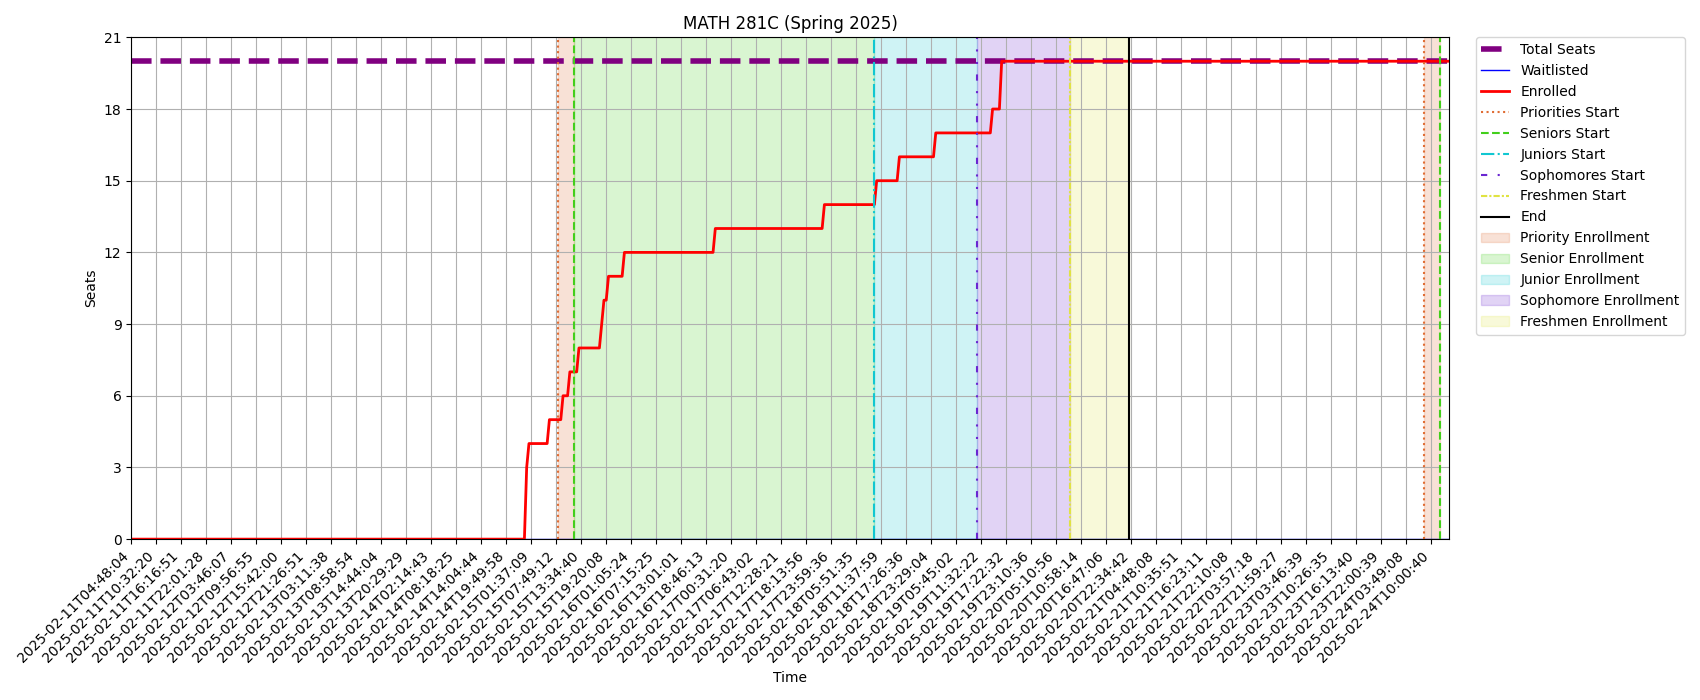 MATH 281C (Spring 2025)
21
18
15
12
9
6
3
0
Seats
2025-02-11T04:48:04
2025-02-11T10:32:20
2025-02-11T16:16:51
2025-02-11T22:01:28
2025-02-12T03:46:07
2025-02-12T09:56:55
2025-02-12T15:42:00
2025-02-12T21:26:51
2025-02-13T03:11:38
2025-02-13T08:58:54
2025-02-13T14:44:04
2025-02-13T20:29:29
2025-02-14T02:14:43
2025-02-14T08:18:25
2025-02-14T14:04:44
2025-02-14T19:49:58
2025-02-15T01:37:09
2025-02-15T07:49:12
2025-02-15T13:34:40
2025-02-15T19:20:08
2025-02-16T01:05:24
2025-02-16T07:15:25
2025-02-16T13:01:01
2025-02-16T18:46:13
2025-02-17T00:31:20
2025-02-17T06:43:02
2025-02-17T12:28:21
2025-02-17T18:13:56
2025-02-17T23:59:36
2025-02-18T05:51:35
2025-02-18T11:37:59
2025-02-18T17:26:36
2025-02-18T23:29:04
2025-02-19T05:45:02
2025-02-19T11:32:22
2025-02-19T17:22:32
2025-02-19T23:10:36
2025-02-20T05:10:56
2025-02-20T10:58:14
2025-02-20T16:47:06
2025-02-20T22:34:42
2025-02-21T04:48:08
2025-02-21T10:35:51
2025-02-21T16:23:11
2025-02-21T22:10:08
2025-02-22T03:57:18
2025-02-22T21:59:27
2025-02-23T03:46:39
2025-02-23T10:26:35
2025-02-23T16:13:40
2025-02-23T22:00:39
2025-02-24T03:49:08
2025-02-24T10:00:40
Time
Total Seats
Waitlisted
Enrolled
Priorities Start
Seniors Start
Juniors Start
Sophomores Start
Freshmen Start
End
Priority Enrollment
Senior Enrollment
Junior Enrollment
Sophomore Enrollment
Freshmen Enrollment